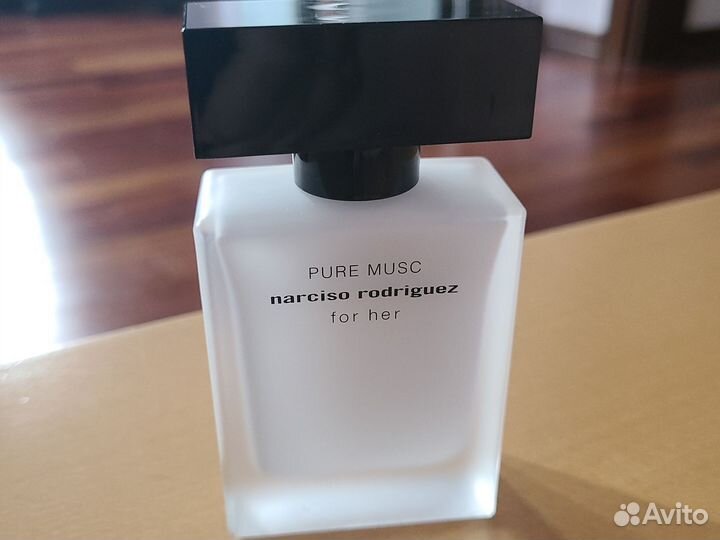 PURE MUSC
narciso rodriguez
for her
Avito